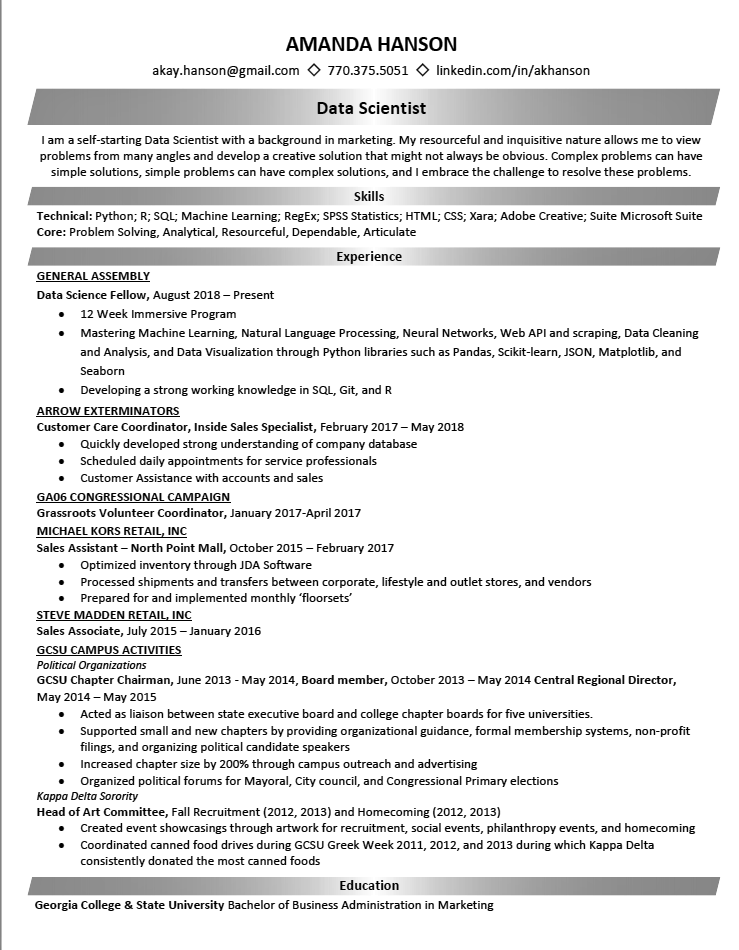 AMANDA HANSON
akay.hanson@gmail.com ◇ 770.375.5051 ◇ linkedin.com/in/akhanson
Data Scientist
I am a self-starting Data Scientist with a background in marketing. My resourceful and inquisitive nature allows me to view
problems from many angles and develop a creative solution that might not always be obvious. Complex problems can have
simple solutions, simple problems can have complex solutions, and I embrace the challenge to resolve these problems.
Skills
Technical: Python; R; SQL; Machine Learning; RegEx; SPSS Statistics; HTML; CSS; Xara; Adobe Creative; Suite Microsoft Suite
Core: Problem Solving, Analytical, Resourceful, Dependable, Articulate
Experience
GENERAL ASSEMBLY
Data Science Fellow, August 2018 – Present
• 12 Week Immersive Program
• Mastering Machine Learning, Natural Language Processing, Neural Networks, Web API and scraping, Data Cleaning
and Analysis, and Data Visualization through Python libraries such as Pandas, Scikit-learn, JSON, Matplotlib, and
Seaborn
• Developing a strong working knowledge in SQL, Git, and R
ARROW EXTERMINATORS
Customer Care Coordinator, Inside Sales Specialist, February 2017 – May 2018
• Quickly developed strong understanding of company database
• Scheduled daily appointments for service professionals
• Customer Assistance with accounts and sales
GA06 CONGRESSIONAL CAMPAIGN
Grassroots Volunteer Coordinator, January 2017-April 2017
MICHAEL KORS RETAIL, INC
Sales Assistant – North Point Mall, October 2015 – February 2017
• Optimized inventory through JDA Software
• Processed shipments and transfers between corporate, lifestyle and outlet stores, and vendors
• Prepared for and implemented monthly ‘floorsets’
STEVE MADDEN RETAIL, INC
Sales Associate, July 2015 – January 2016
GCSU CAMPUS ACTIVITIES
Political Organizations
GCSU Chapter Chairman, June 2013 - May 2014, Board member, October 2013 – May 2014 Central Regional Director,
May 2014 – May 2015
• Acted as liaison between state executive board and college chapter boards for five universities.
• Supported small and new chapters by providing organizational guidance, formal membership systems, non-profit
filings, and organizing political candidate speakers
• Increased chapter size by 200% through campus outreach and advertising
• Organized political forums for Mayoral, City council, and Congressional Primary elections
Kappa Delta Sorority
Head of Art Committee, Fall Recruitment (2012, 2013) and Homecoming (2012, 2013)
• Created event showcasings through artwork for recruitment, social events, philanthropy events, and homecoming
• Coordinated canned food drives during GCSU Greek Week 2011, 2012, and 2013 during which Kappa Delta
consistently donated the most canned foods
Education
Georgia College & State University Bachelor of Business Administration in Marketing